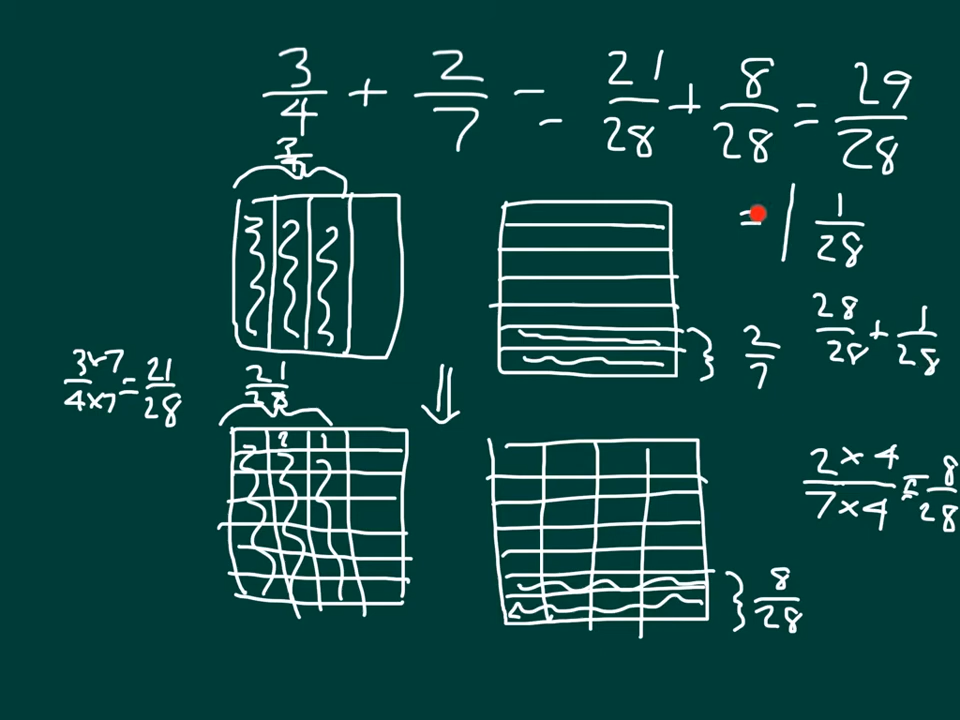 3/4 + 2/7 = 21/28 + 8/28 = 29/28
3/4
= 1 1/28
28/28 + 1/28
2/7
3×7/4×7 = 21/28
21/28
2×4/7×4 = 8/28
8/28